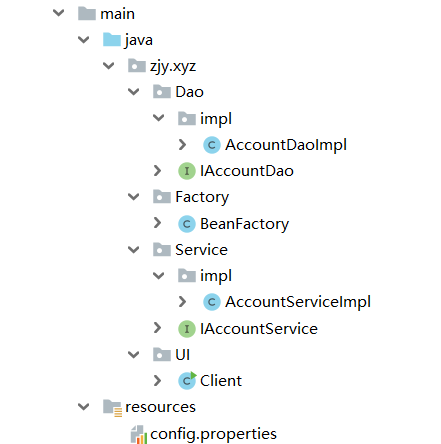 main
java
zjy.xyz
Dao
impl
AccountDaoImpl
IAccountDao
Factory
BeanFactory
Service
impl
AccountServiceImpl
IAccountService
UI
Client
resources
config.properties